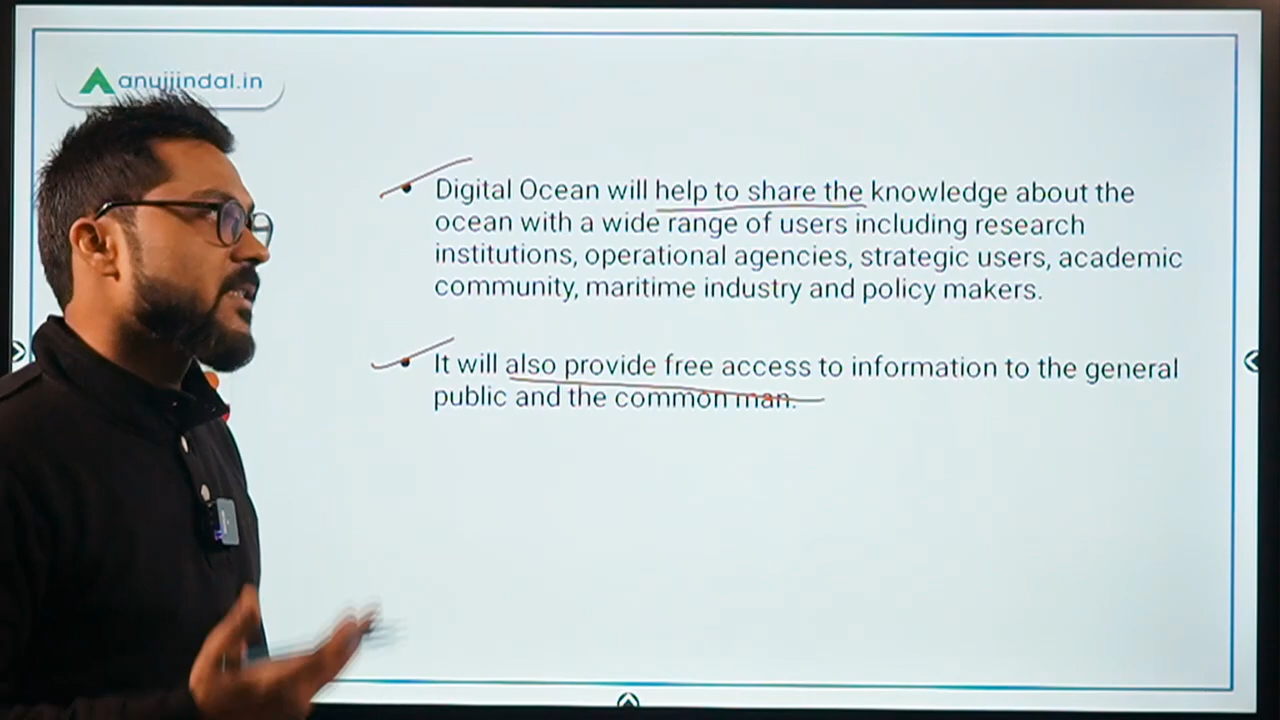 anujjindal.in
Digital Ocean will help to share the knowledge about the
ocean with a wide range of users including research
institutions, operational agencies, strategic users, academic
community, maritime industry and policy makers.
It will also provide free access to information to the general
public and the common man.